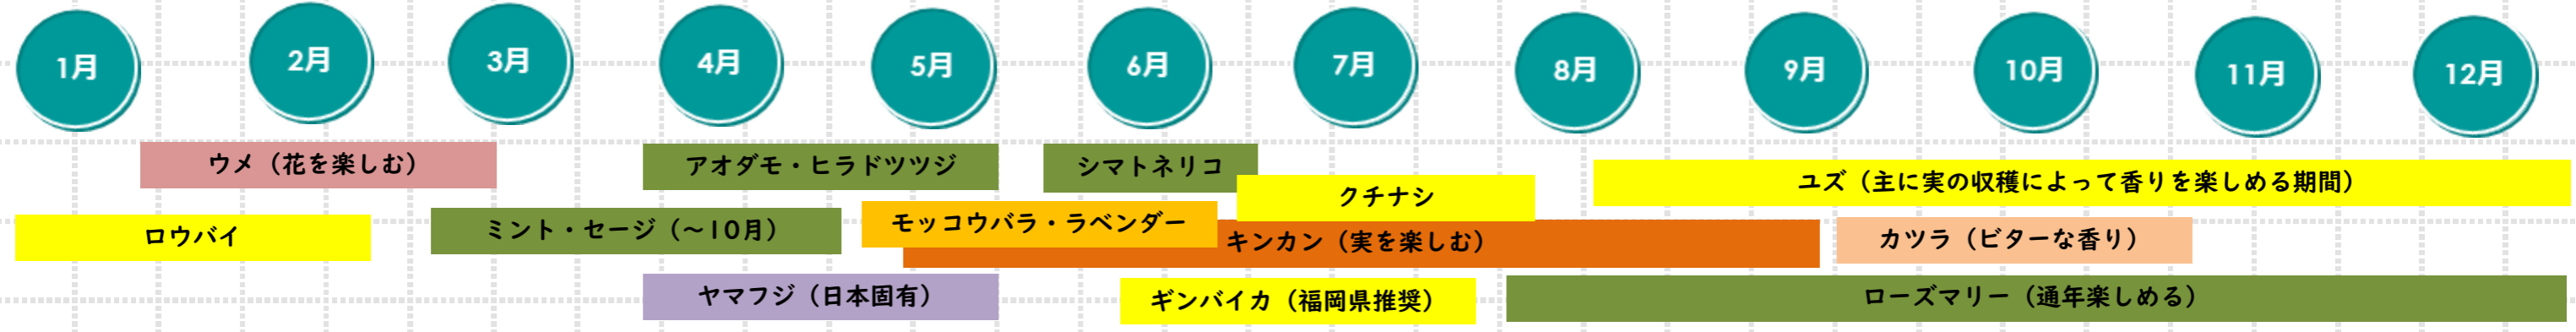 1月 2月 3月 4月 5月 6月 7月 8月 9月 10月 11月 12月
ウメ（花を楽しむ）
アオダモ・ヒラドツツジ
シマトネリコ
クチナシ
ユズ（主に実の収穫によって香りを楽しめる期間）
ロウバイ
ミント・セージ（～10月）
モッコウバラ・ラベンダー
キンカン（実を楽しむ）
カツラ（ビターな香り）
ヤマフジ（日本固有）
ギンバイカ（福岡県推奨）
ローズマリー（通年楽しめる）